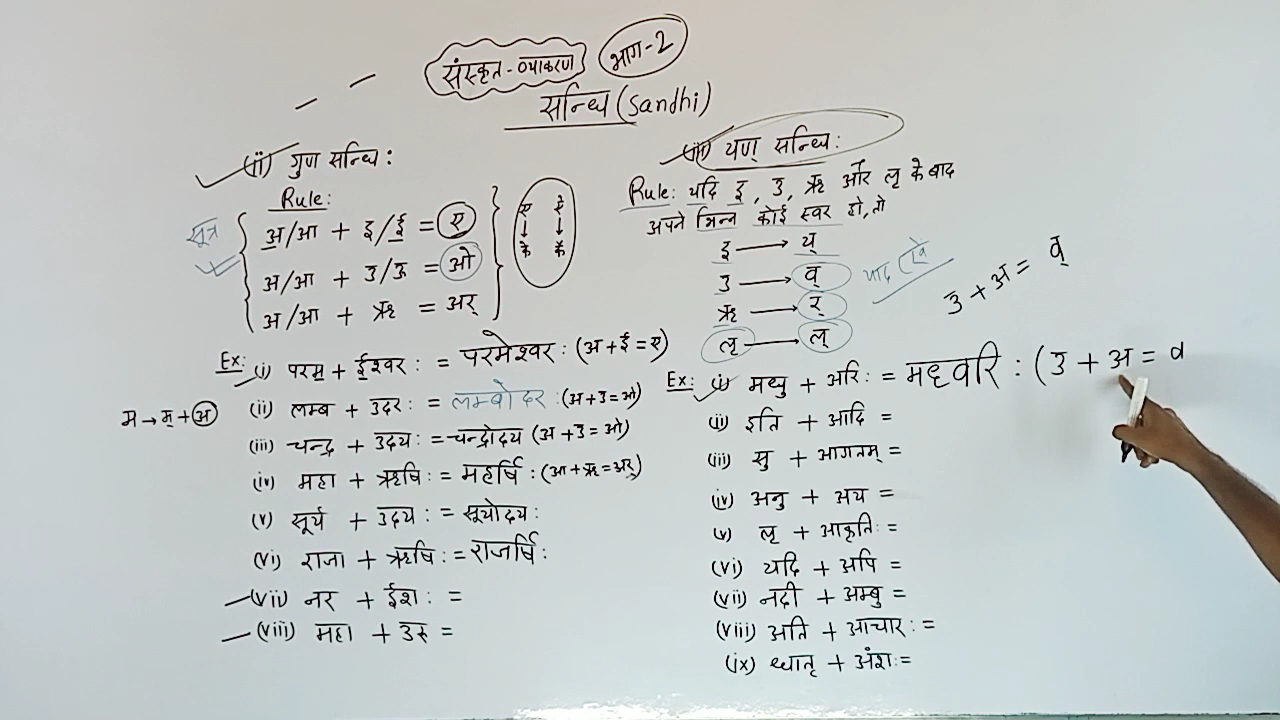 संस्कृत-व्याकरण भाग-2
सन्धि (Sandhi)
(ii) गुण सन्धि:
Rule:
सूत्र
अ/आ + इ/ई = ए
अ/आ + उ/ऊ = ओ
अ/आ + ऋ = अर्
ए ऐ
↓ ↓
के कै
Ex: (i) परम + ईश्वर: = परमेश्वर: (अ+ई=ए)
म → म् + अ
(ii) लम्ब + उदर: = लम्बोदर: (अ+उ=ओ)
(iii) चन्द्र + उदय: = चन्द्रोदय (अ+उ=ओ)
(iv) महा + ऋषि: = महर्षि: (आ+ऋ=अर्)
(v) सूर्य + उदय: = सूर्योदय:
(vi) राजा + ऋषि: = राजर्षि:
(vii) नर + ईश: =
(viii) महा + उरु =
(iii) यण् सन्धि:
Rule: यदि इ, उ, ऋ और लृ के बाद
अपने भिन्न कोई स्वर हो, तो
इ → य्
उ → व्
ऋ → र्
लृ → ल्
याद
उ + अ = व्
Ex: (i) मधु + अरि: = मध्वरि: (उ + अ = व
(ii) इति + आदि =
(iii) सु + आगतम् =
(iv) अनु + अय =
(v) लृ + आकृति: =
(vi) यदि + अपि =
(vii) नदी + अम्बु =
(viii) अति + आचार: =
(ix) धातृ + अंश: =